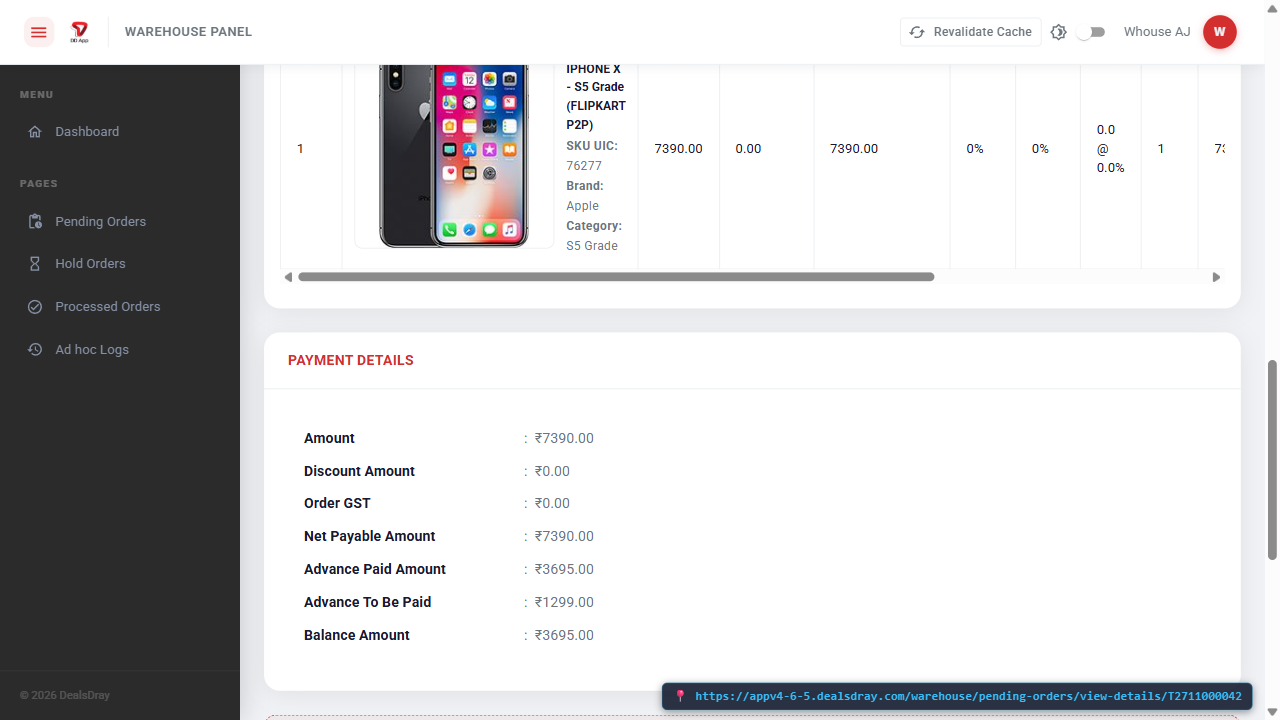 DD App
WAREHOUSE PANEL
Revalidate Cache
Whouse AJ
W
MENU
Dashboard
PAGES
Pending Orders
Hold Orders
Processed Orders
Ad hoc Logs
© 2026 DealsDray
1
IPHONE X
- S5 Grade
(FLIPKART
P2P)
SKU UIC:
76277
Brand:
Apple
Category:
S5 Grade
7390.00
0.00
7390.00
0%
0%
0.0
@
0.0%
1
PAYMENT DETAILS
Amount : ₹7390.00
Discount Amount : ₹0.00
Order GST : ₹0.00
Net Payable Amount : ₹7390.00
Advance Paid Amount : ₹3695.00
Advance To Be Paid : ₹1299.00
Balance Amount : ₹3695.00
https://appv4-6-5.dealsdray.com/warehouse/pending-orders/view-details/T2711000042